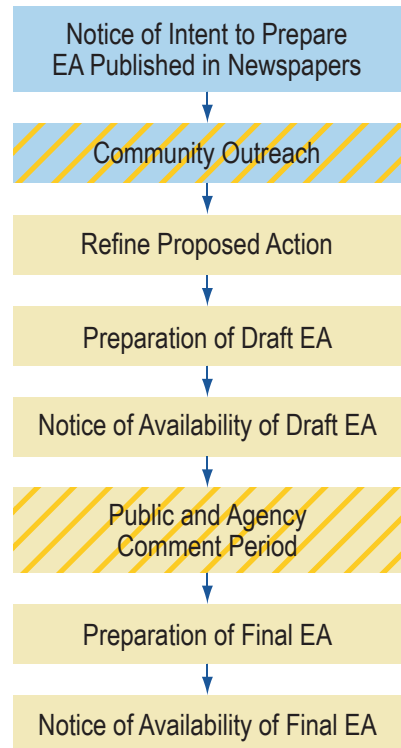 Notice of Intent to Prepare
EA Published in Newspapers
Community Outreach
Refine Proposed Action
Preparation of Draft EA
Notice of Availability of Draft EA
Public and Agency
Comment Period
Preparation of Final EA
Notice of Availability of Final EA